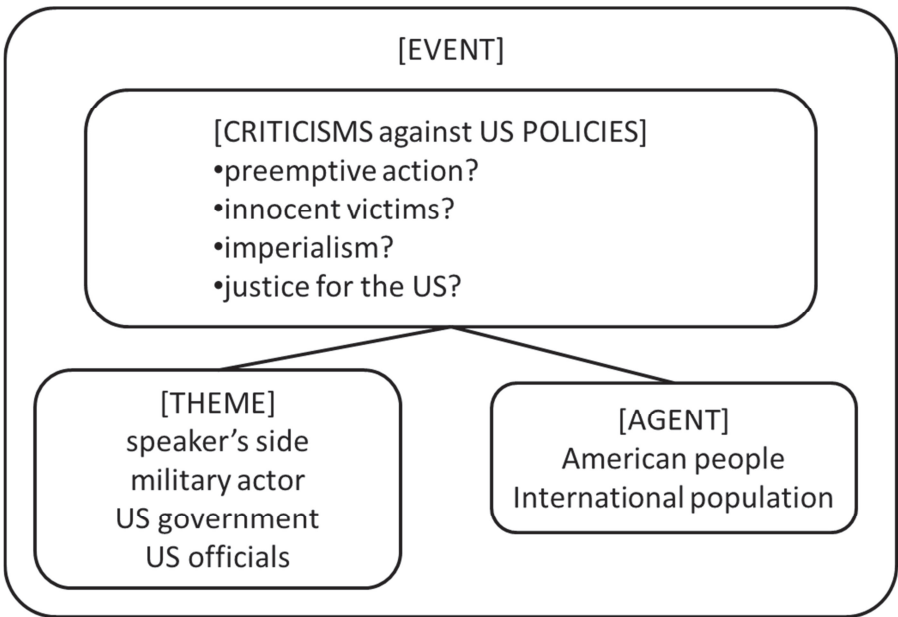 [EVENT]
[CRITICISMS against US POLICIES]
•preemptive action?
•innocent victims?
•imperialism?
•justice for the US?
[THEME]
speaker’s side
military actor
US government
US officials
[AGENT]
American people
International population